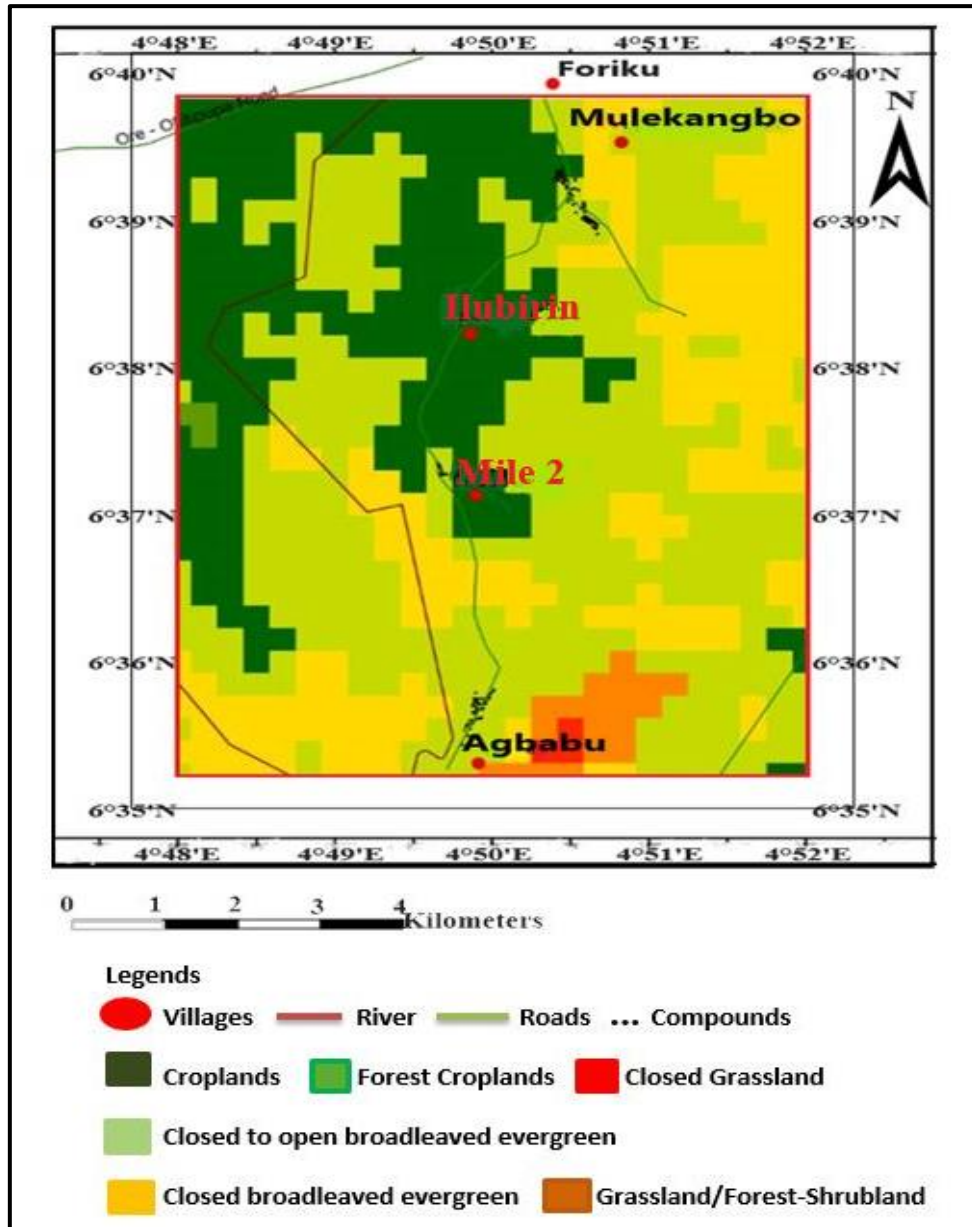 4°48'E 4°49'E 4°50'E 4°51'E 4°52'E
6°40'N Foriku 6°40'N
Ore - Road
N
Mulekangbo
6°39'N 6°39'N
Ilubirin
6°38'N 6°38'N
Mile 2
6°37'N 6°37'N
6°36'N 6°36'N
Agbabu
6°35'N 6°35'N
4°48'E 4°49'E 4°50'E 4°51'E 4°52'E
0 1 2 3 4
Kilometers
Legends
Villages River Roads ... Compounds
Croplands Forest Croplands Closed Grassland
Closed to open broadleaved evergreen
Closed broadleaved evergreen Grassland/Forest-Shrubland